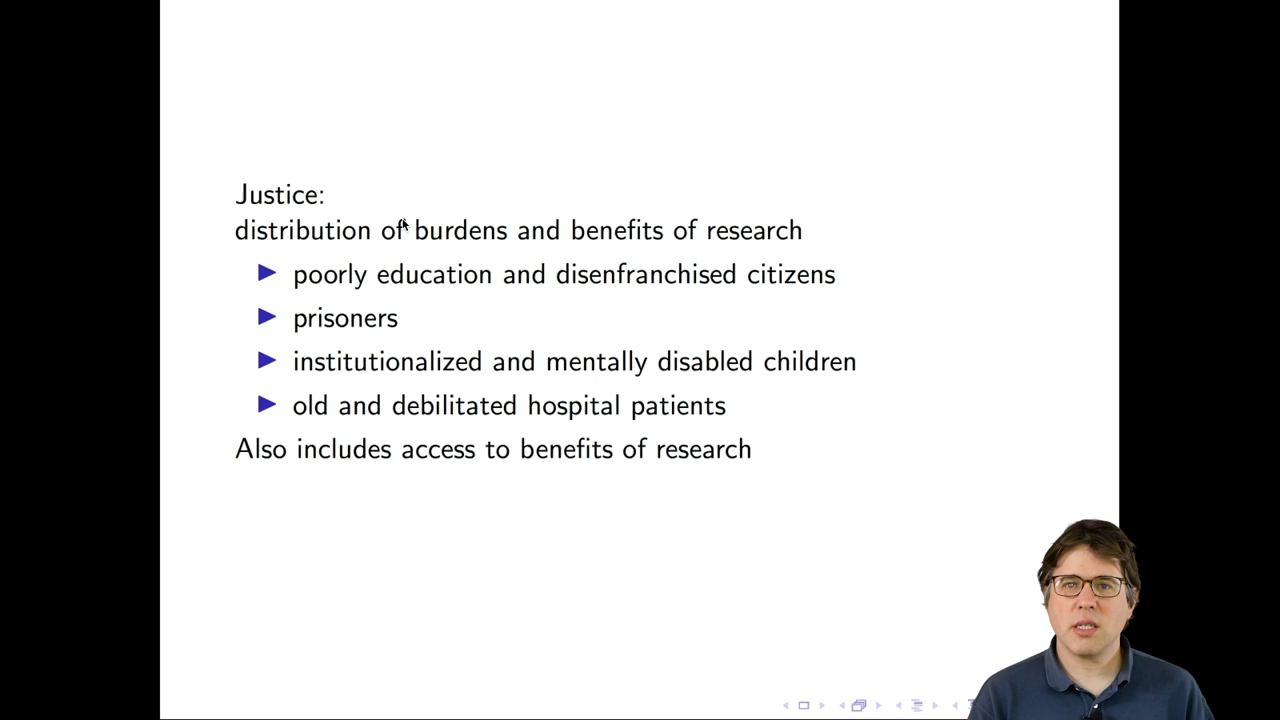 Justice:
distribution of burdens and benefits of research
poorly education and disenfranchised citizens
prisoners
institutionalized and mentally disabled children
old and debilitated hospital patients
Also includes access to benefits of research